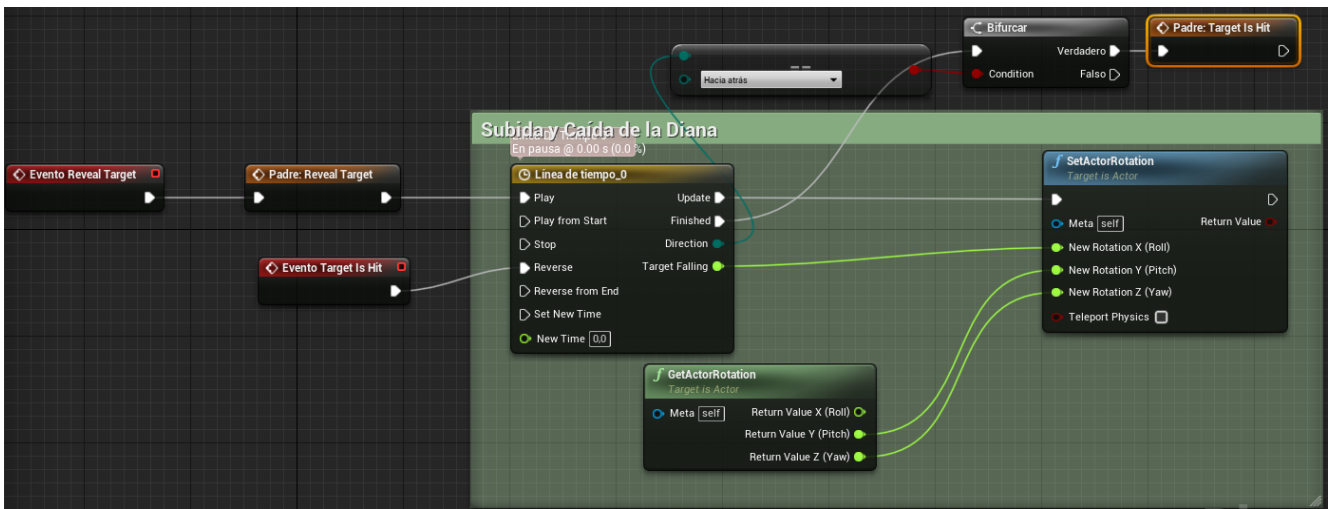 Bifurcar
Verdadero
Condition
Falso
Padre: Target Is Hit
==
Hacia atrás
Subida y Caída de la Diana
En pausa @ 0.00 s (0.0 %)
Evento Reveal Target
Padre: Reveal Target
Evento Target Is Hit
Línea de tiempo_0
Play
Update
Play from Start
Finished
Stop
Direction
Reverse
Target Falling
Reverse from End
Set New Time
New Time 0,0
SetActorRotation
Target is Actor
Meta self
Return Value
New Rotation X (Roll)
New Rotation Y (Pitch)
New Rotation Z (Yaw)
Teleport Physics
GetActorRotation
Target is Actor
Meta self
Return Value X (Roll)
Return Value Y (Pitch)
Return Value Z (Yaw)